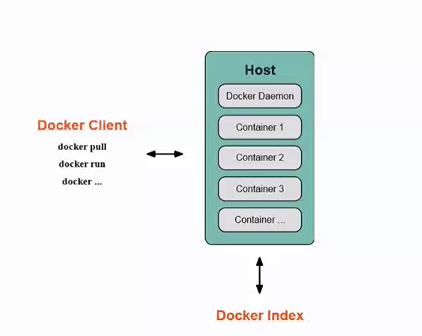 Host
Docker Daemon
Docker Client
Container 1
docker pull
Container 2
docker run
docker ...
Container 3
Container ...
Docker Index